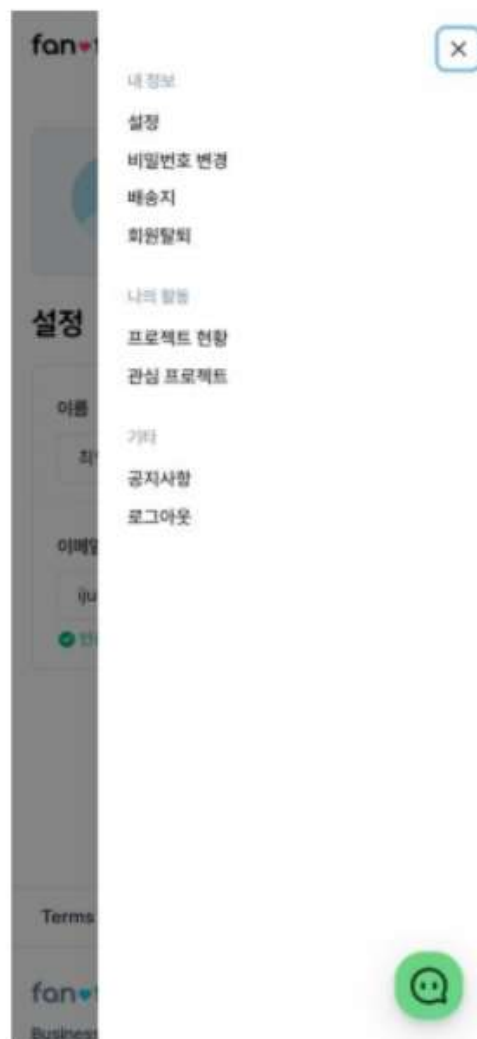 fan
내 정보
설정
비밀번호 변경
배송지
회원탈퇴
나의 활동
설정
프로젝트 현황
관심 프로젝트
이름
기타
공지사항
로그아웃
이메일
iju
Terms
fan
Business